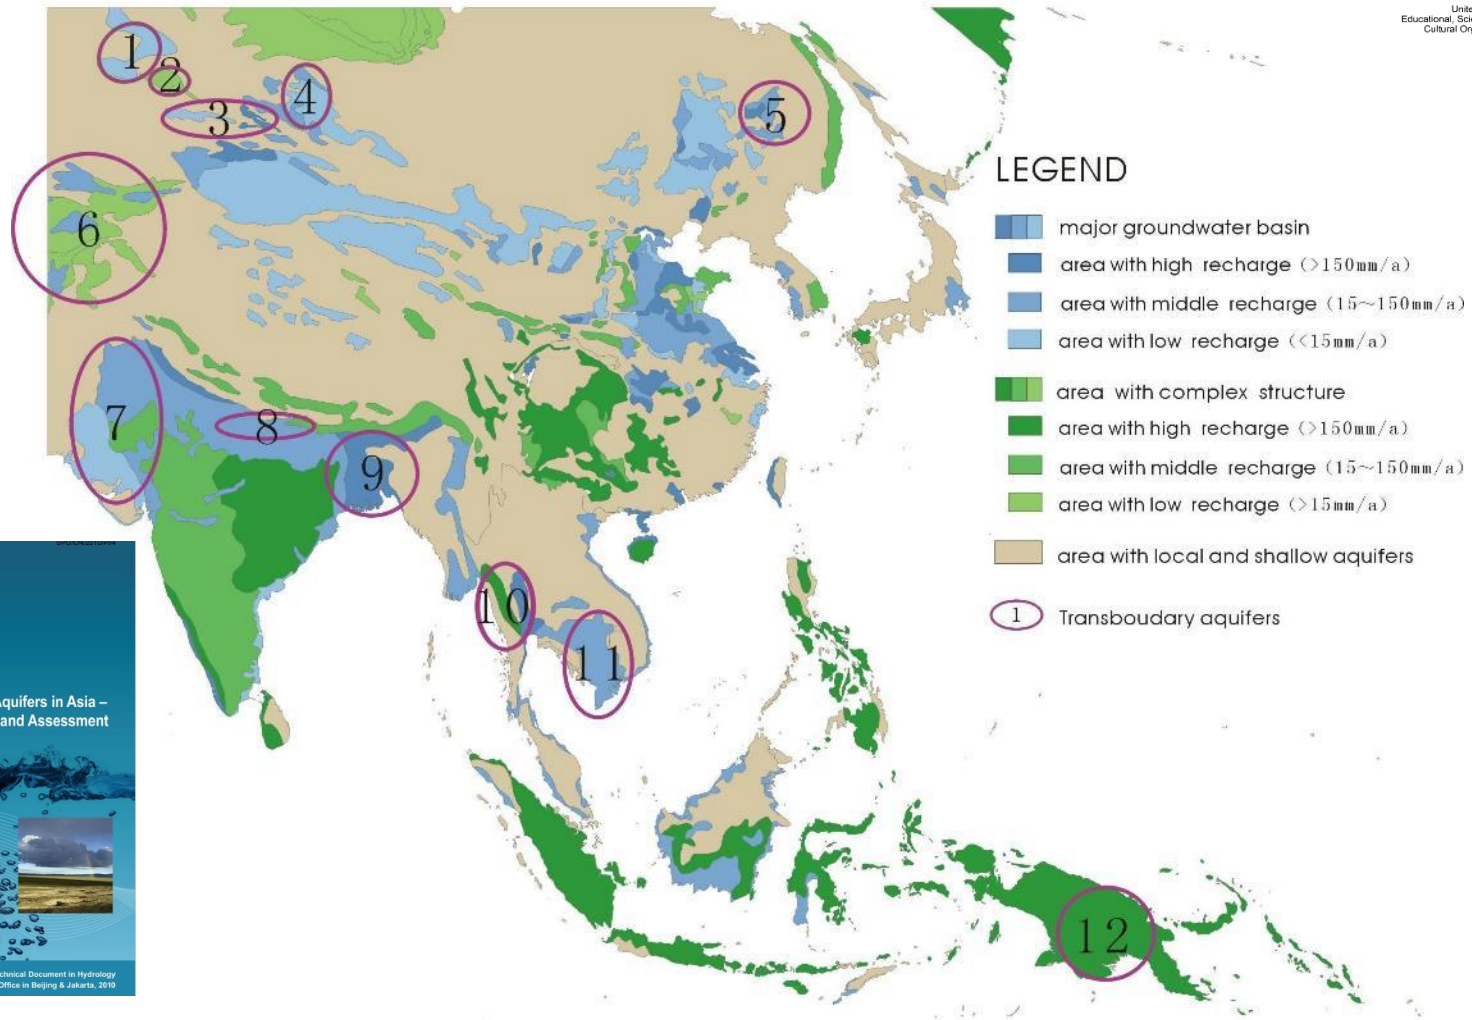 Unite
Educational, Scie
Cultural Org
1
2
3
4
5
6
7
8
9
10
11
12
LEGEND
major groundwater basin
area with high recharge (>150mm/a)
area with middle recharge (15~150mm/a)
area with low recharge (<15mm/a)
area with complex structure
area with high recharge (>150mm/a)
area with middle recharge (15~150mm/a)
area with low recharge (>15mm/a)
area with local and shallow aquifers
1 Transboudary aquifers
Aquifers in Asia –
and Assessment
chnical Document in Hydrology
Office in Beijing & Jakarta, 2010